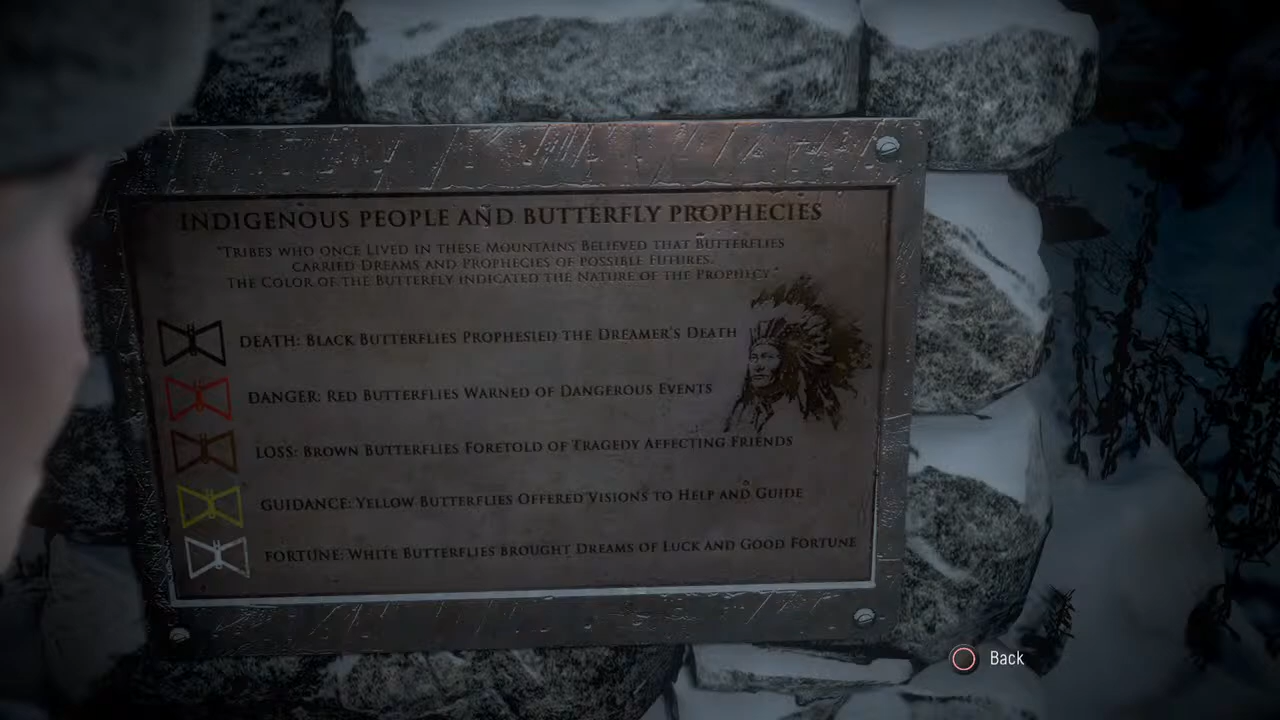 INDIGENOUS PEOPLE AND BUTTERFLY PROPHECIES
"TRIBES WHO ONCE LIVED IN THESE MOUNTAINS BELIEVED THAT BUTTERFLIES
CARRIED DREAMS AND PROPHECIES OF POSSIBLE FUTURES.
THE COLOR OF THE BUTTERFLY INDICATED THE NATURE OF THE PROPHECY."
DEATH: BLACK BUTTERFLIES PROPHESIED THE DREAMER'S DEATH
DANGER: RED BUTTERFLIES WARNED OF DANGEROUS EVENTS
LOSS: BROWN BUTTERFLIES FORETOLD OF TRAGEDY AFFECTING FRIENDS
GUIDANCE: YELLOW BUTTERFLIES OFFERED VISIONS TO HELP AND GUIDE
FORTUNE: WHITE BUTTERFLIES BROUGHT DREAMS OF LUCK AND GOOD FORTUNE
Back